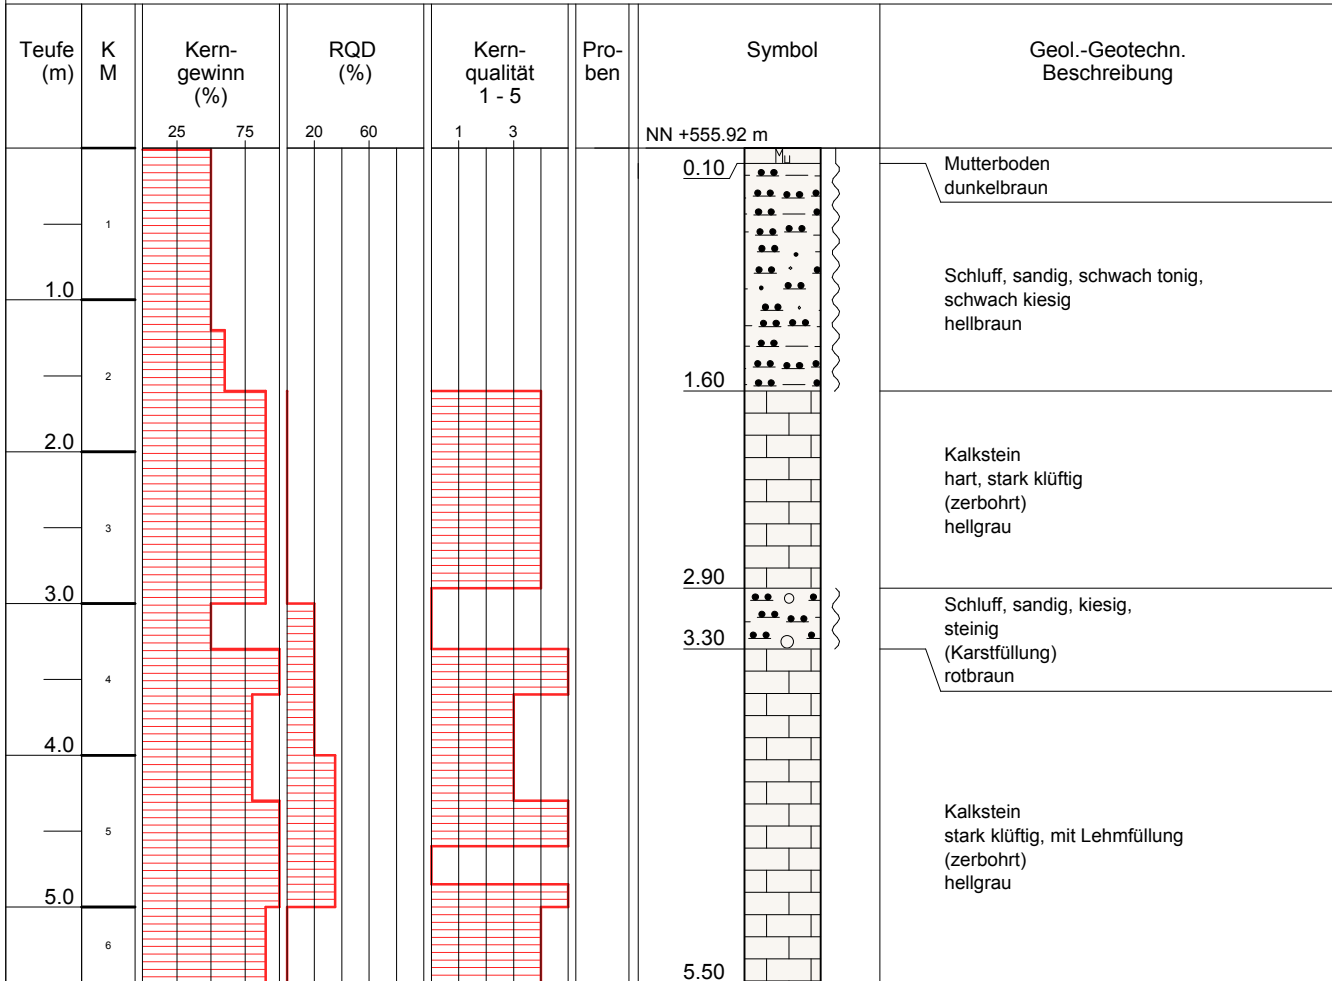 Teufe
(m)
K
M
Kern-
gewinn
(%)
25 75
RQD
(%)
20 60
Kern-
qualität
1 - 5
1 3
Pro-
ben
Symbol
Geol.-Geotechn.
Beschreibung
NN +555.92 m
Mu
0.10
Mutterboden
dunkelbraun
1
1.0
Schluff, sandig, schwach tonig,
schwach kiesig
hellbraun
2
1.60
2.0
Kalkstein
hart, stark klüftig
(zerbohrt)
hellgrau
3
2.90
3.0
Schluff, sandig, kiesig,
steinig
(Karstfüllung)
rotbraun
3.30
4
4.0
Kalkstein
stark klüftig, mit Lehmfüllung
(zerbohrt)
hellgrau
5
5.0
6
5.50